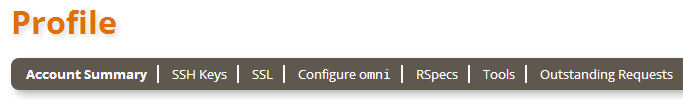 Profile
Account Summary SSH Keys SSL Configure omni RSpecs Tools Outstanding Requests